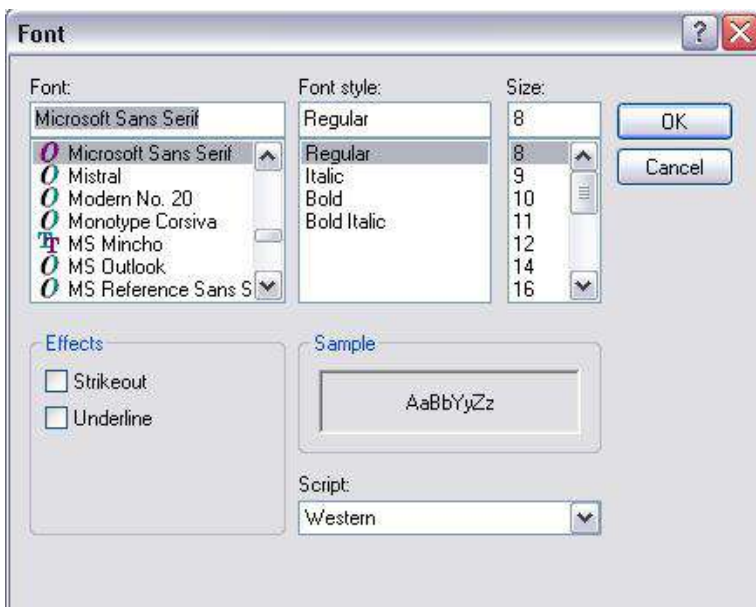 Font
Font:
Font style:
Size:
Microsoft Sans Serif
Regular
8
OK
Microsoft Sans Serif
Mistral
Modern No. 20
Monotype Corsiva
MS Mincho
MS Outlook
MS Reference Sans S
Regular
Italic
Bold
Bold Italic
8
9
10
11
12
14
16
Cancel
Effects
Strikeout
Underline
Sample
AaBbYyZz
Script:
Western